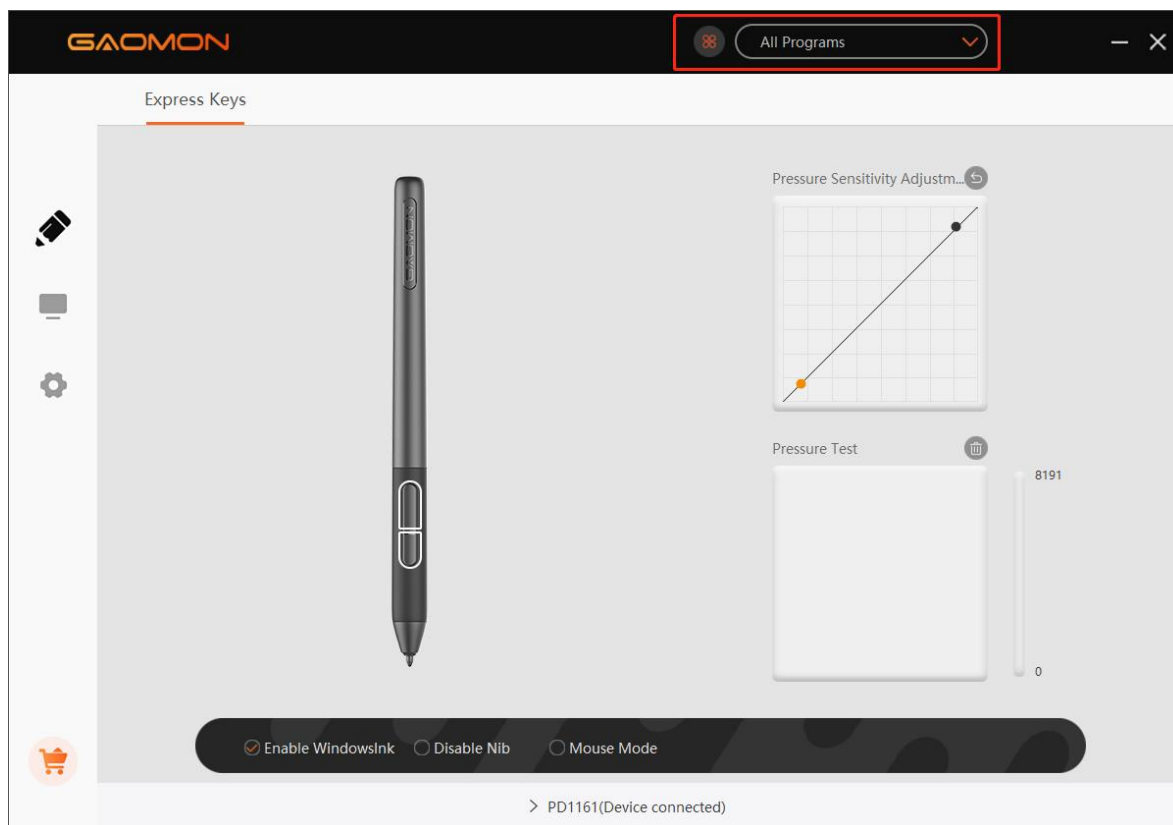 GAOMON
All Programs
Express Keys
Pressure Sensitivity Adjustm...
GAOMON
Pressure Test
8191
0
Enable WindowsInk
Disable Nib
Mouse Mode
PD1161(Device connected)